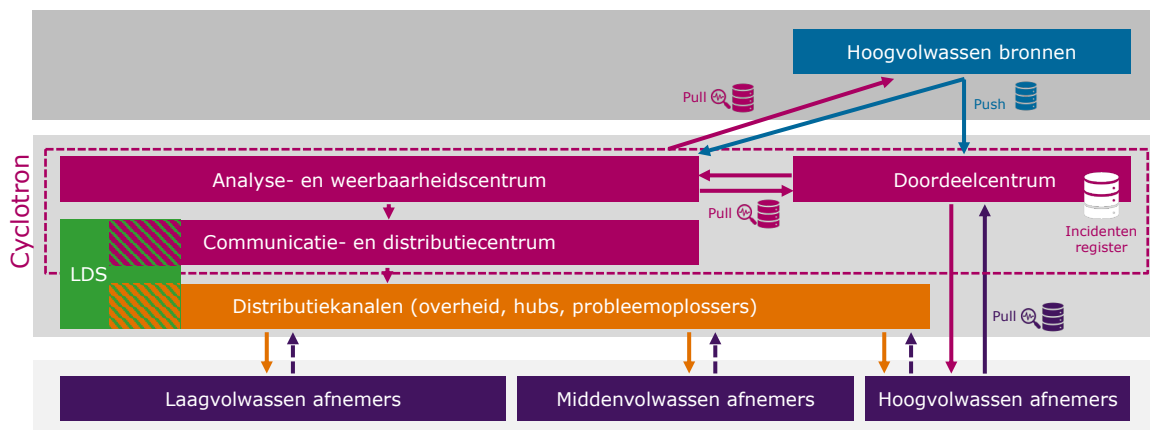 Hoogvolwassen bronnen
Pull
Push
Cyclotron
Analyse- en weerbaarheidscentrum
Doordeelcentrum
Pull
Incidenten
register
Communicatie- en distributiecentrum
LDS
Distributiekanalen (overheid, hubs, probleemoplossers)
Pull
Laagvolwassen afnemers
Middenvolwassen afnemers
Hoogvolwassen afnemers